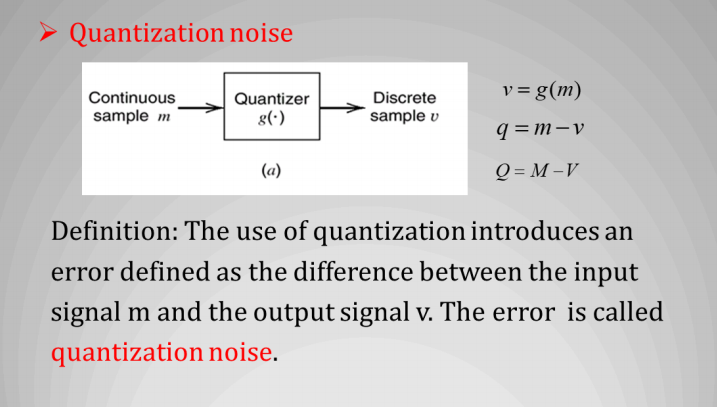 ➢ Quantization noise
Continuous sample m
Quantizer g(·)
Discrete sample v
(a)
v = g(m)
q = m – v
Q = M – V
Definition: The use of quantization introduces an
error defined as the difference between the input
signal m and the output signal v. The error is called
quantization noise.